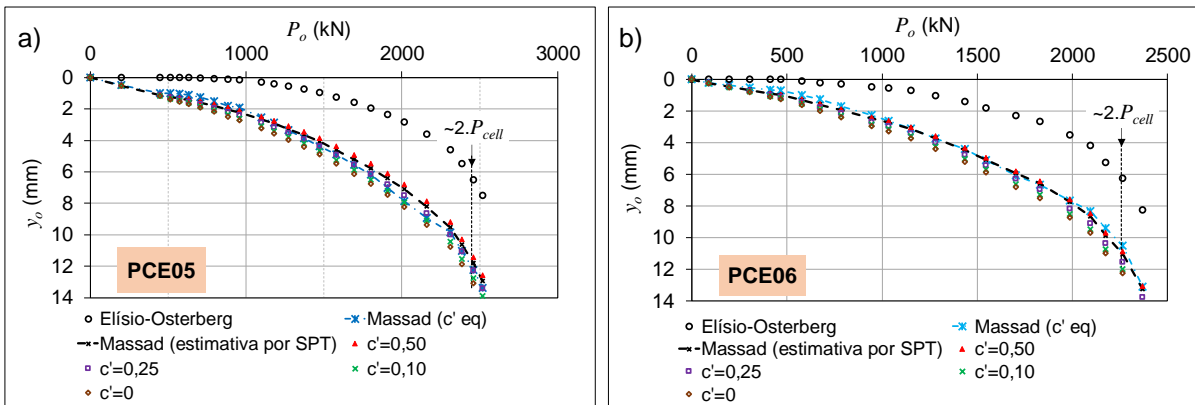 a)
P_o (kN)
0 1000 2000 3000
0
2
4
6
8
10
12
14
y_o (mm)
~2.P_cell
PCE05
Elísio-Osterberg
Massad (c' eq)
Massad (estimativa por SPT)
c'=0,50
c'=0,25
c'=0,10
c'=0
b)
P_o (kN)
0 500 1000 1500 2000 2500
0
2
4
6
8
10
12
14
y_o (mm)
~2.P_cell
PCE06
Elísio-Osterberg
Massad (c' eq)
Massad (estimativa por SPT)
c'=0,50
c'=0,25
c'=0,10
c'=0